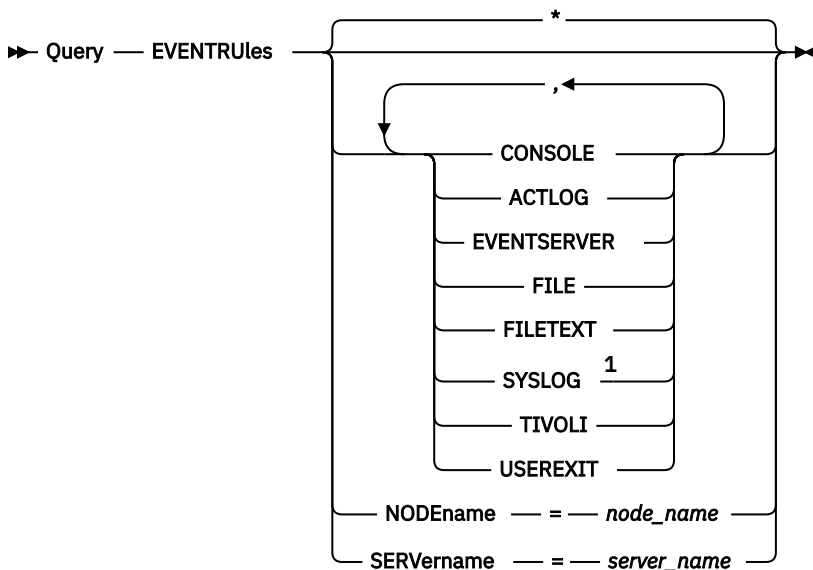 *
Query EVENTRUles
,
CONSOLE
ACTLOG
EVENTSERVER
FILE
FILETEXT
SYSLOG 1
TIVOLI
USEREXIT
NODEname = node_name
SERVername = server_name